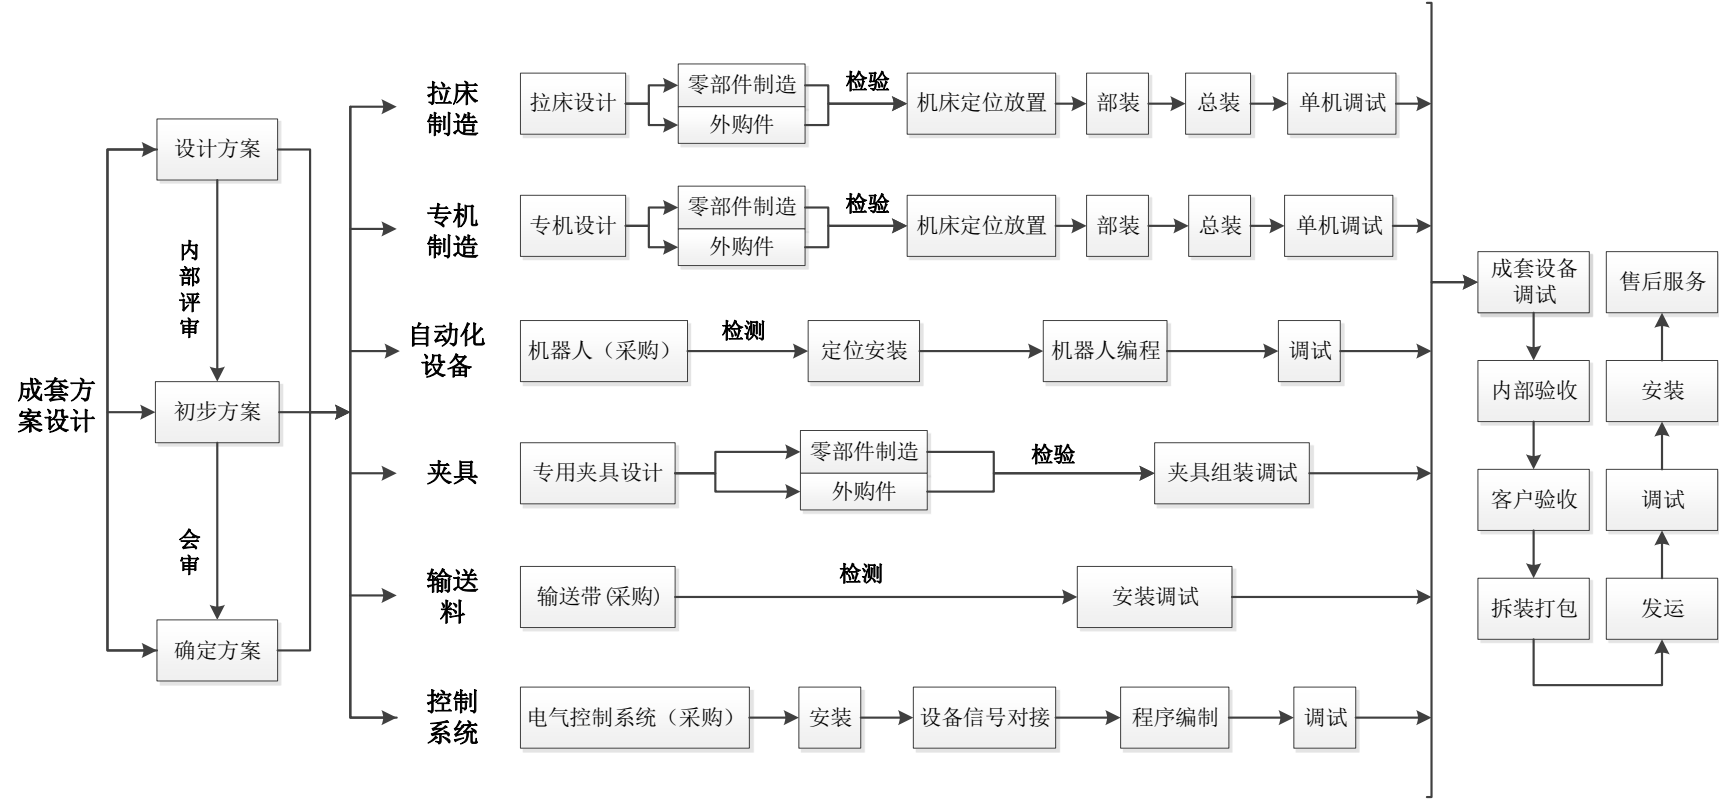 成套方
案设计
设计方案
内
部
评
审
初步方案
会
审
确定方案
拉床
制造
拉床设计
零部件制造
外购件
检验
机床定位放置
部装
总装
单机调试
专机
制造
专机设计
零部件制造
外购件
检验
机床定位放置
部装
总装
单机调试
自动化
设备
机器人（采购）
检测
定位安装
机器人编程
调试
夹具
专用夹具设计
零部件制造
外购件
检验
夹具组装调试
输送
料
输送带(采购)
检测
安装调试
控制
系统
电气控制系统（采购）
安装
设备信号对接
程序编制
调试
成套设备
调试
内部验收
客户验收
拆装打包
发运
调试
安装
售后服务